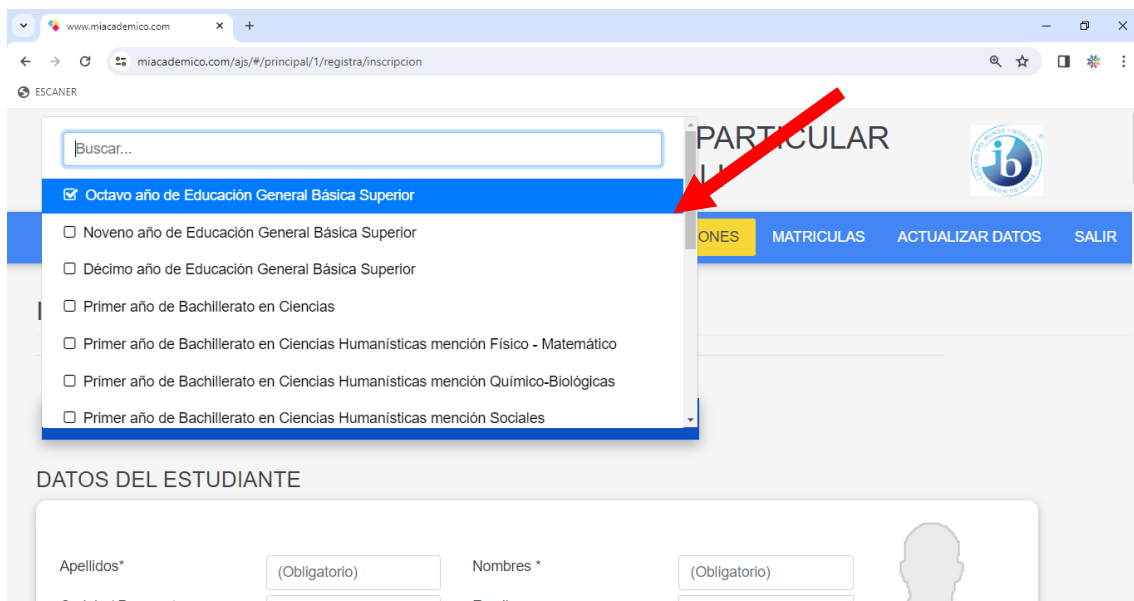 www.miacademico.com
miacademico.com/ajs/#/principal/1/registra/inscripcion
ESCANER
PARTICULAR
ib
Buscar...
Octavo año de Educación General Básica Superior
Noveno año de Educación General Básica Superior
ONES MATRICULAS ACTUALIZAR DATOS SALIR
Décimo año de Educación General Básica Superior
Primer año de Bachillerato en Ciencias
Primer año de Bachillerato en Ciencias Humanísticas mención Físico - Matemático
Primer año de Bachillerato en Ciencias Humanísticas mención Químico-Biológicas
Primer año de Bachillerato en Ciencias Humanísticas mención Sociales
DATOS DEL ESTUDIANTE
Apellidos* (Obligatorio) Nombres * (Obligatorio)